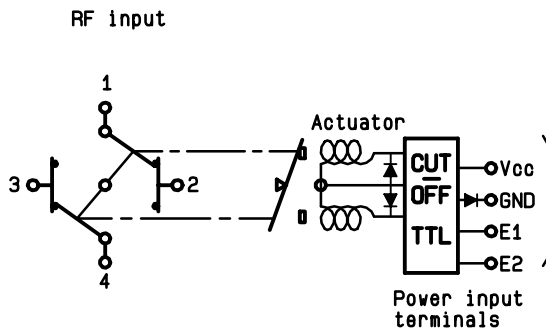 RF input
1
Actuator
CUT
OFF
TTL
Vcc
3
2
GND
E1
4
E2
Power input
terminals